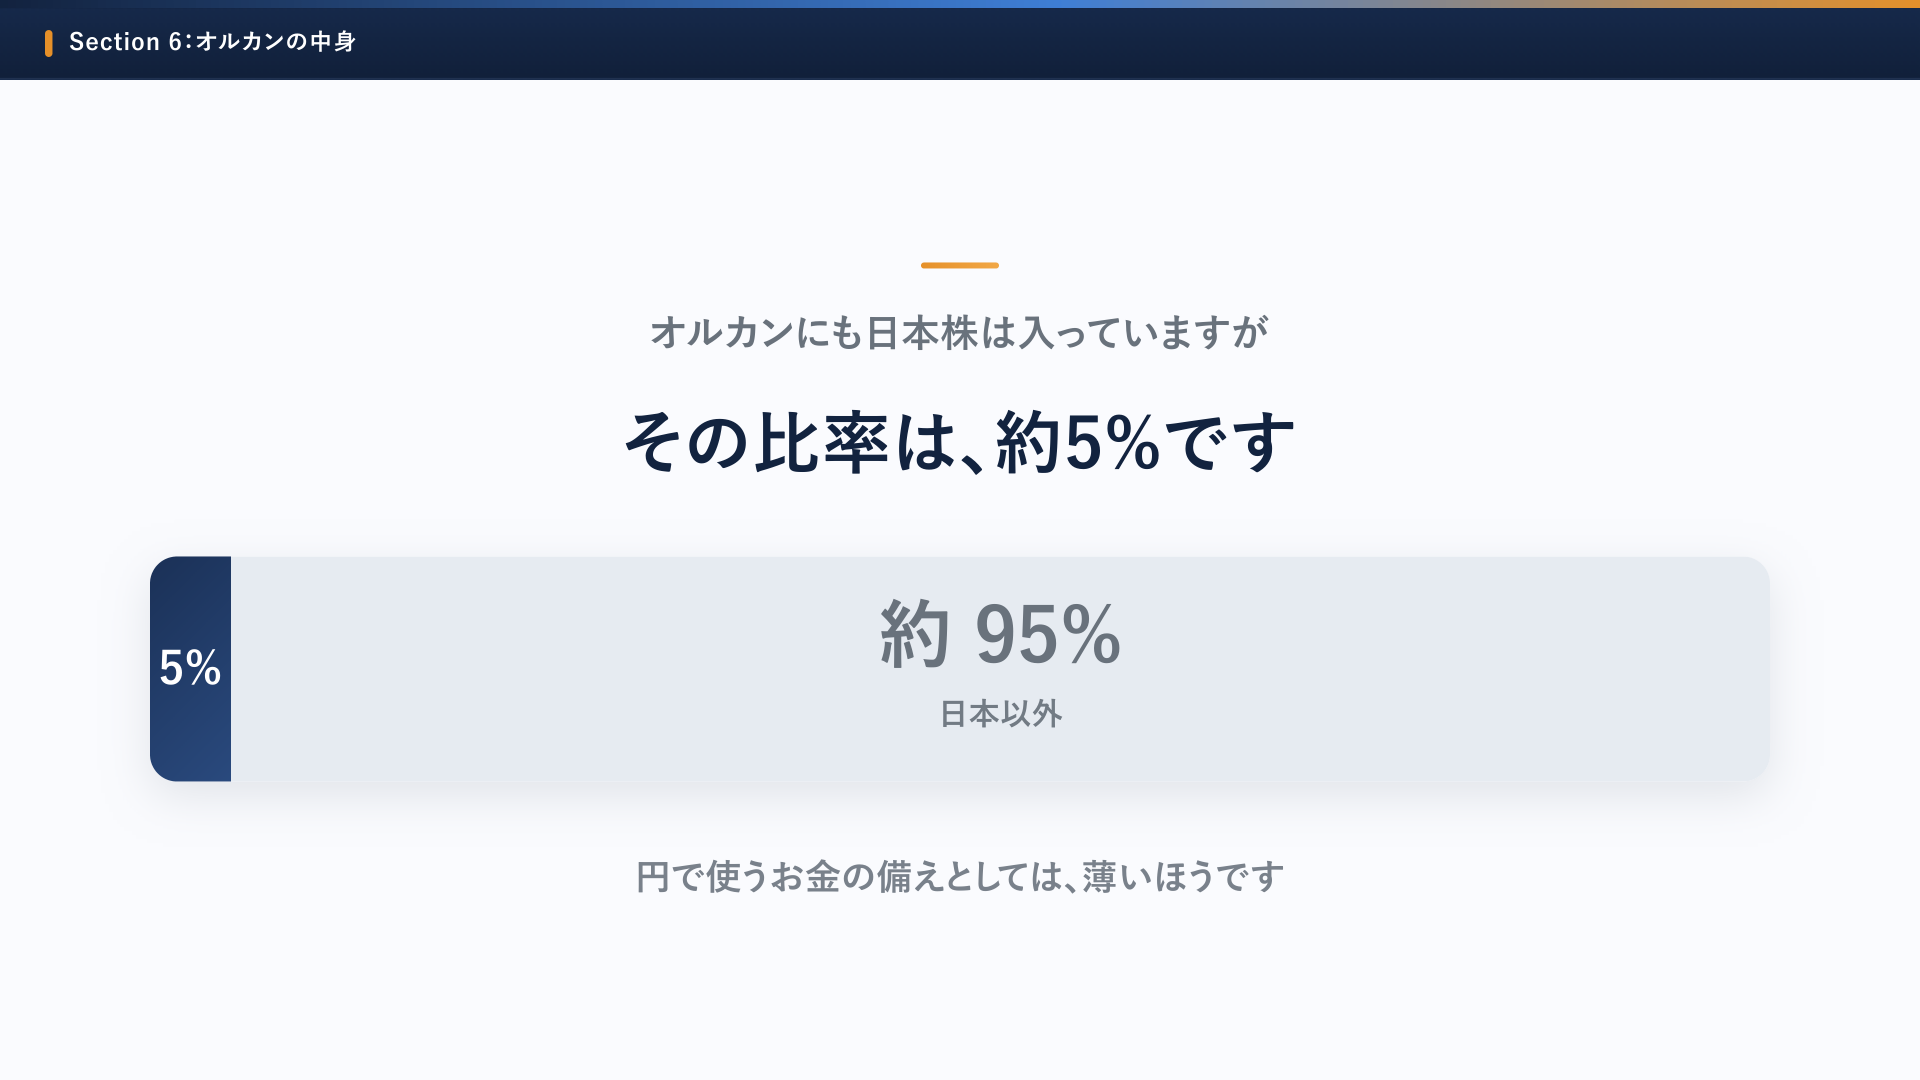 Section 6：オルカンの中身
オルカンにも日本株は入っていますが
その比率は、約5%です
5%
約 95%
日本以外
円で使うお金の備えとしては、薄いほうです